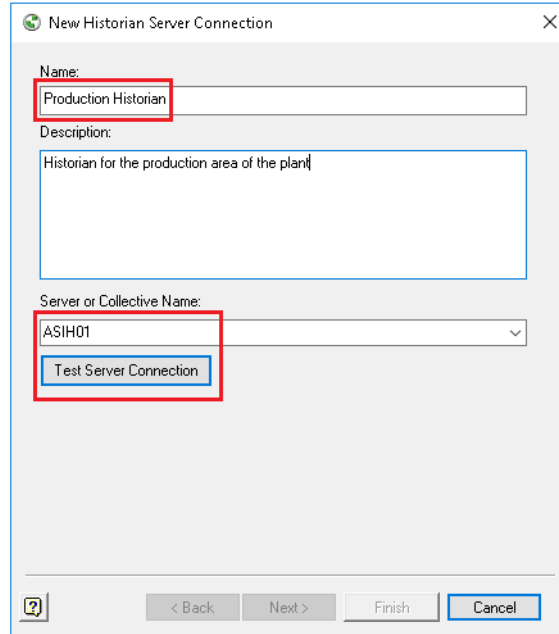 New Historian Server Connection
Name:
Production Historian
Description:
Historian for the production area of the plant
Server or Collective Name:
ASIH01
Test Server Connection
?
< Back
Next >
Finish
Cancel